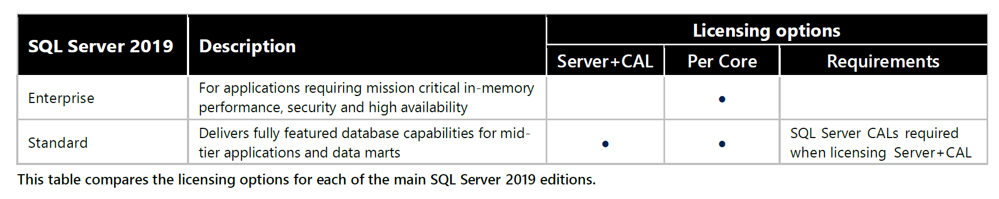 SQL Server 2019
Description
Licensing options
Server+CAL
Per Core
Requirements
Enterprise
For applications requiring mission critical in-memory
performance, security and high availability
•
Standard
Delivers fully featured database capabilities for mid-
tier applications and data marts
•
•
SQL Server CALs required
when licensing Server+CAL
This table compares the licensing options for each of the main SQL Server 2019 editions.